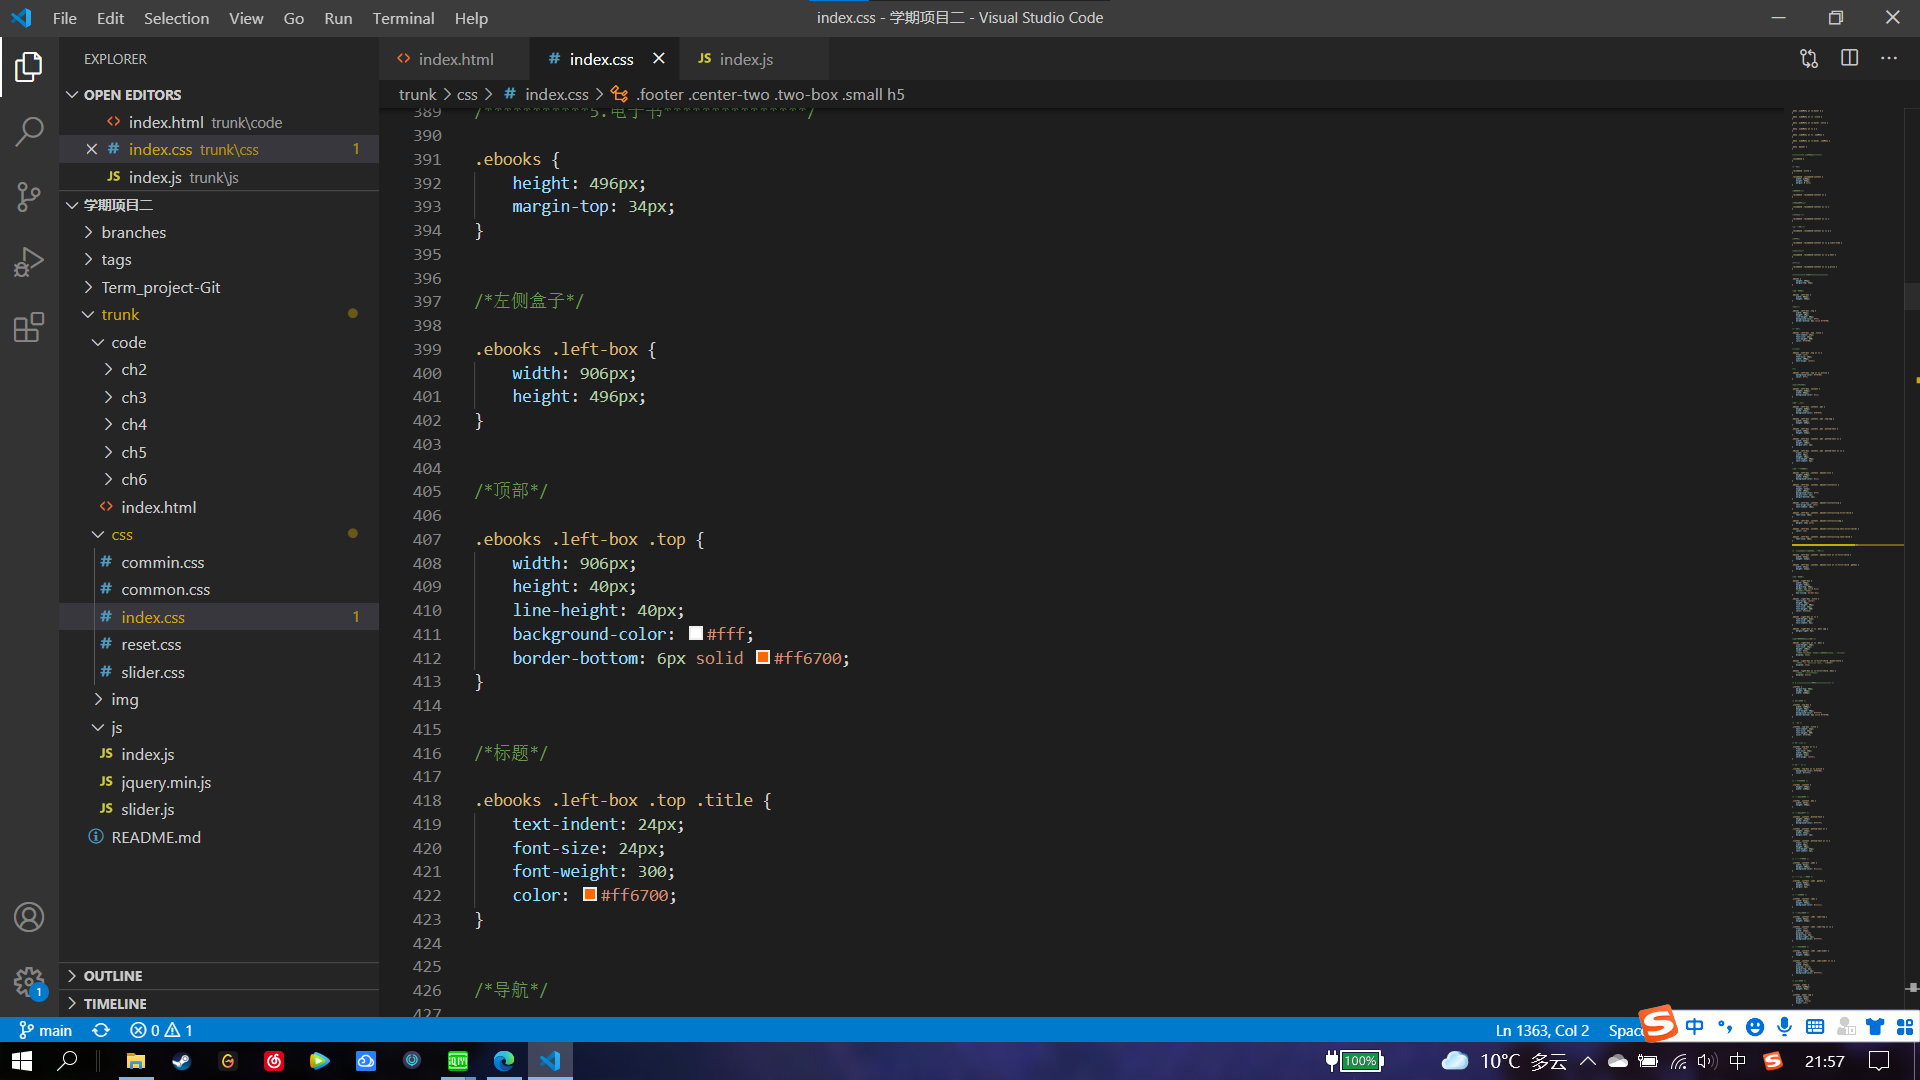 File Edit Selection View Go Run Terminal Help
index.css - 学期项目二 - Visual Studio Code
EXPLORER
OPEN EDITORS
index.html trunk\code
index.css trunk\css 1
index.js trunk\js
学期项目二
branches
tags
Term_project-Git
trunk
code
ch2
ch3
ch4
ch5
ch6
index.html
css
commin.css
common.css
index.css 1
reset.css
slider.css
img
js
index.js
jquery.min.js
slider.js
README.md
OUTLINE
TIMELINE
index.html
index.css
index.js
trunk > css > # index.css > .footer .center-two .two-box .small h5
389 /***********5.电子书***************/
390
391 .ebooks {
392 height: 496px;
393 margin-top: 34px;
394 }
395
396
397 /*左侧盒子*/
398
399 .ebooks .left-box {
400 width: 906px;
401 height: 496px;
402 }
403
404
405 /*顶部*/
406
407 .ebooks .left-box .top {
408 width: 906px;
409 height: 40px;
410 line-height: 40px;
411 background-color: #fff;
412 border-bottom: 6px solid #ff6700;
413 }
414
415
416 /*标题*/
417
418 .ebooks .left-box .top .title {
419 text-indent: 24px;
420 font-size: 24px;
421 font-weight: 300;
422 color: #ff6700;
423 }
424
425
426 /*导航*/
427
main 0 1
Ln 1363, Col 2
中
100%
10°C 多云
中
21:57